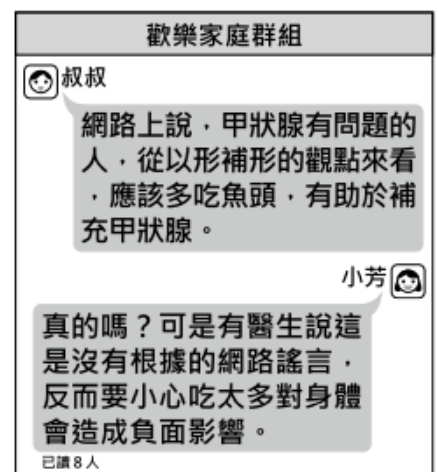 歡樂家庭群組
叔叔
網路上說，甲狀腺有問題的
人，從以形補形的觀點來看
，應該多吃魚頭，有助於補
充甲狀腺。
小芳
真的嗎？可是有醫生說這
是沒有根據的網路謠言，
反而要小心吃太多對身體
會造成負面影響。
已讀8人